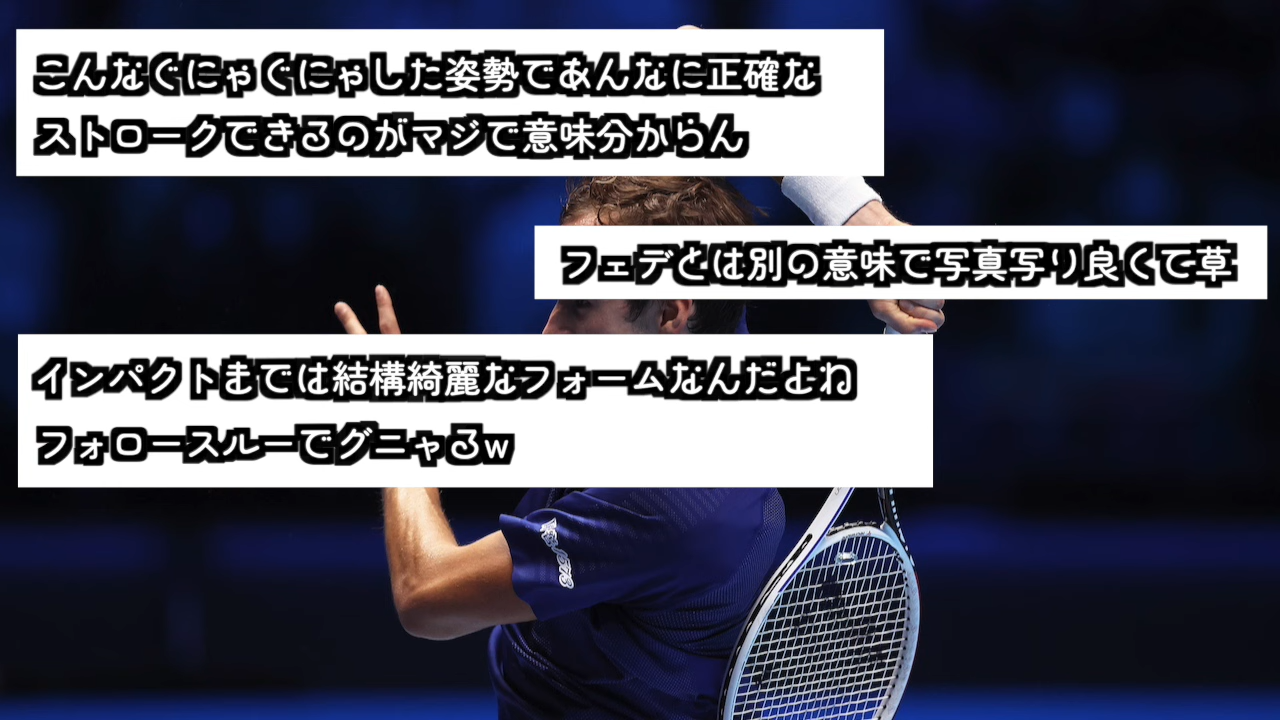 こんなぐにゃぐにゃした姿勢であんなに正確な
ストロークできるのがマジで意味分からん
フェデとは別の意味で写真写り良くて草
インパクトまでは結構綺麗なフォームなんだよね
フォロースルーでグニャるw